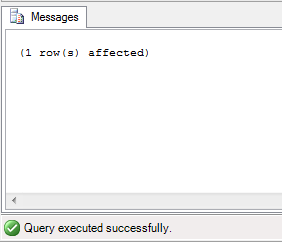 Messages
(1 row(s) affected)
Query executed successfully.